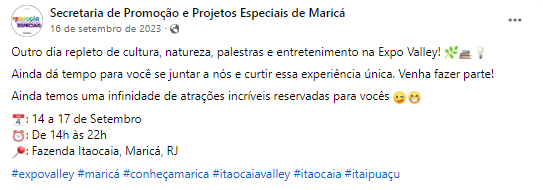 Secretaria de Promoção e Projetos Especiais de Maricá
16 de setembro de 2023 ·
Outro dia repleto de cultura, natureza, palestras e entretenimento na Expo Valley! 🌿📚💡
Ainda dá tempo para você se juntar a nós e curtir essa experiência única. Venha fazer parte!
Ainda temos uma infinidade de atrações incríveis reservadas para vocês 🤣😁
📅: 14 a 17 de Setembro
⏰: De 14h às 22h
📍: Fazenda Itaocaia, Maricá, RJ
#expovalley #maricá #conheçamarica #itaocaiavalley #itaocaia #itaipuaçu